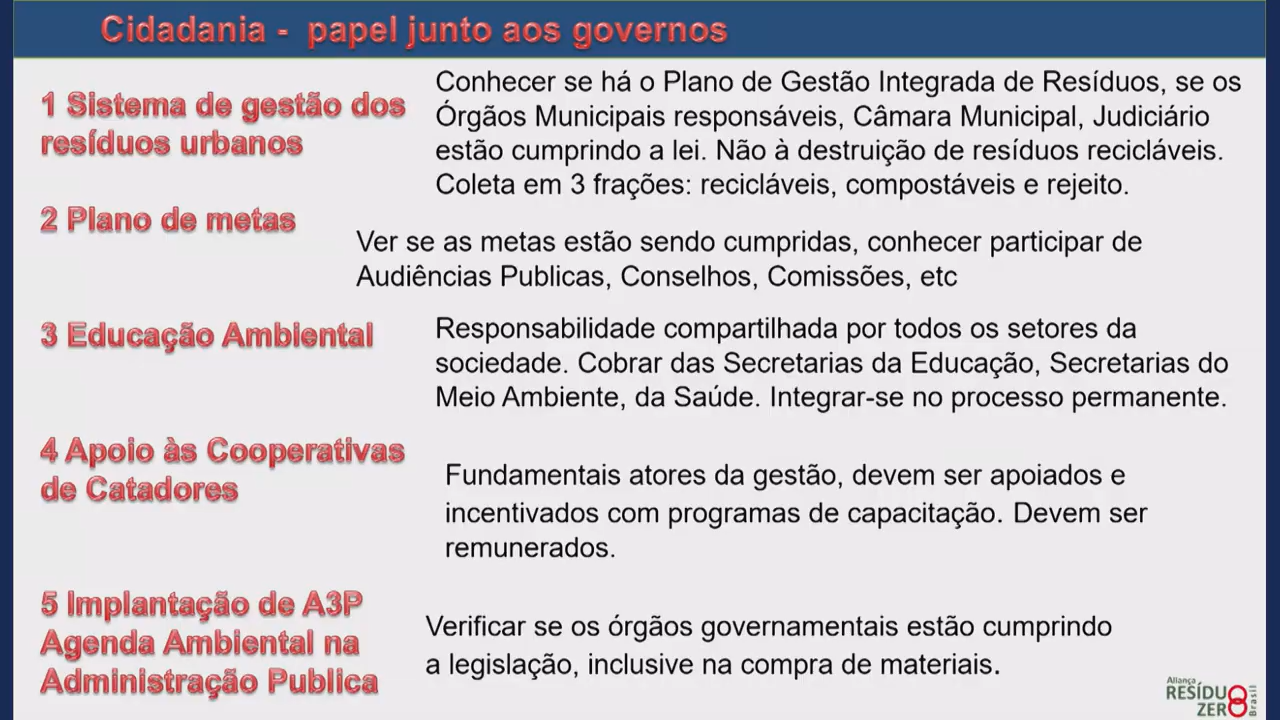 Cidadania - papel junto aos governos
1 Sistema de gestão dos
resíduos urbanos
Conhecer se há o Plano de Gestão Integrada de Resíduos, se os
Órgãos Municipais responsáveis, Câmara Municipal, Judiciário
estão cumprindo a lei. Não à destruição de resíduos recicláveis.
Coleta em 3 frações: recicláveis, compostáveis e rejeito.
2 Plano de metas
Ver se as metas estão sendo cumpridas, conhecer participar de
Audiências Publicas, Conselhos, Comissões, etc
3 Educação Ambiental
Responsabilidade compartilhada por todos os setores da
sociedade. Cobrar das Secretarias da Educação, Secretarias do
Meio Ambiente, da Saúde. Integrar-se no processo permanente.
4 Apoio às Cooperativas
de Catadores
Fundamentais atores da gestão, devem ser apoiados e
incentivados com programas de capacitação. Devem ser
remunerados.
5 Implantação de A3P
Agenda Ambiental na
Administração Publica
Verificar se os órgãos governamentais estão cumprindo
a legislação, inclusive na compra de materiais.
Aliança
RESÍDUO
ZERO
Brasil